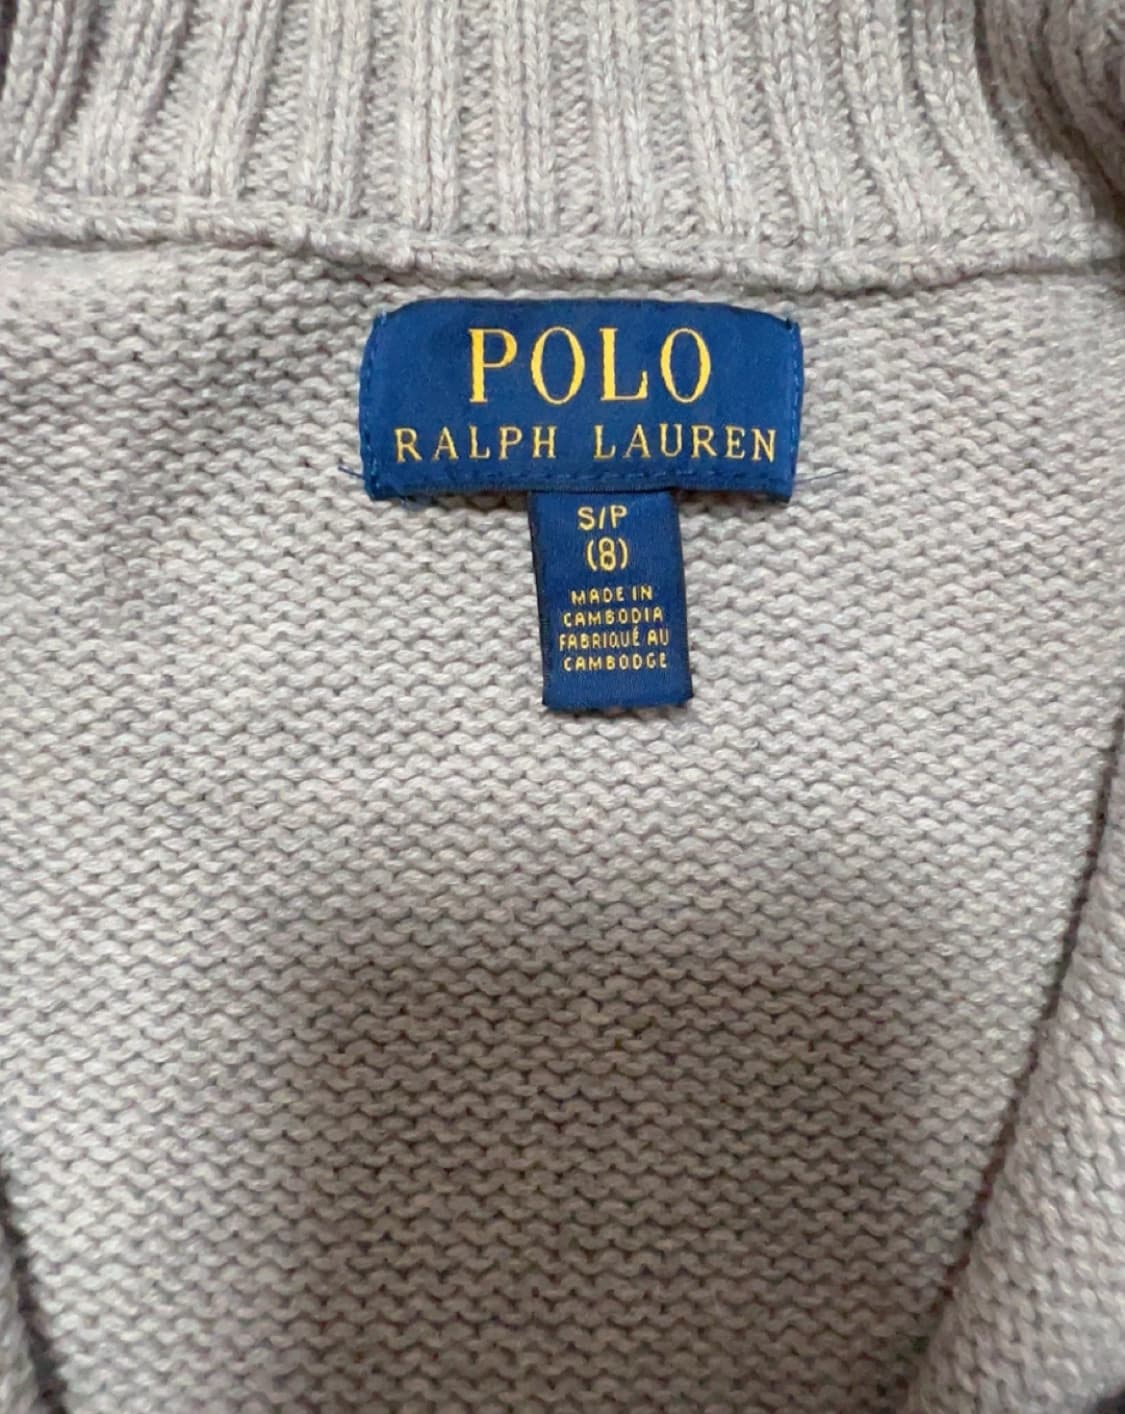 POLO
RALPH LAUREN
S/P
(8)
MADE IN
CAMBODIA
FABRIQUÉ AU
CAMBODGE